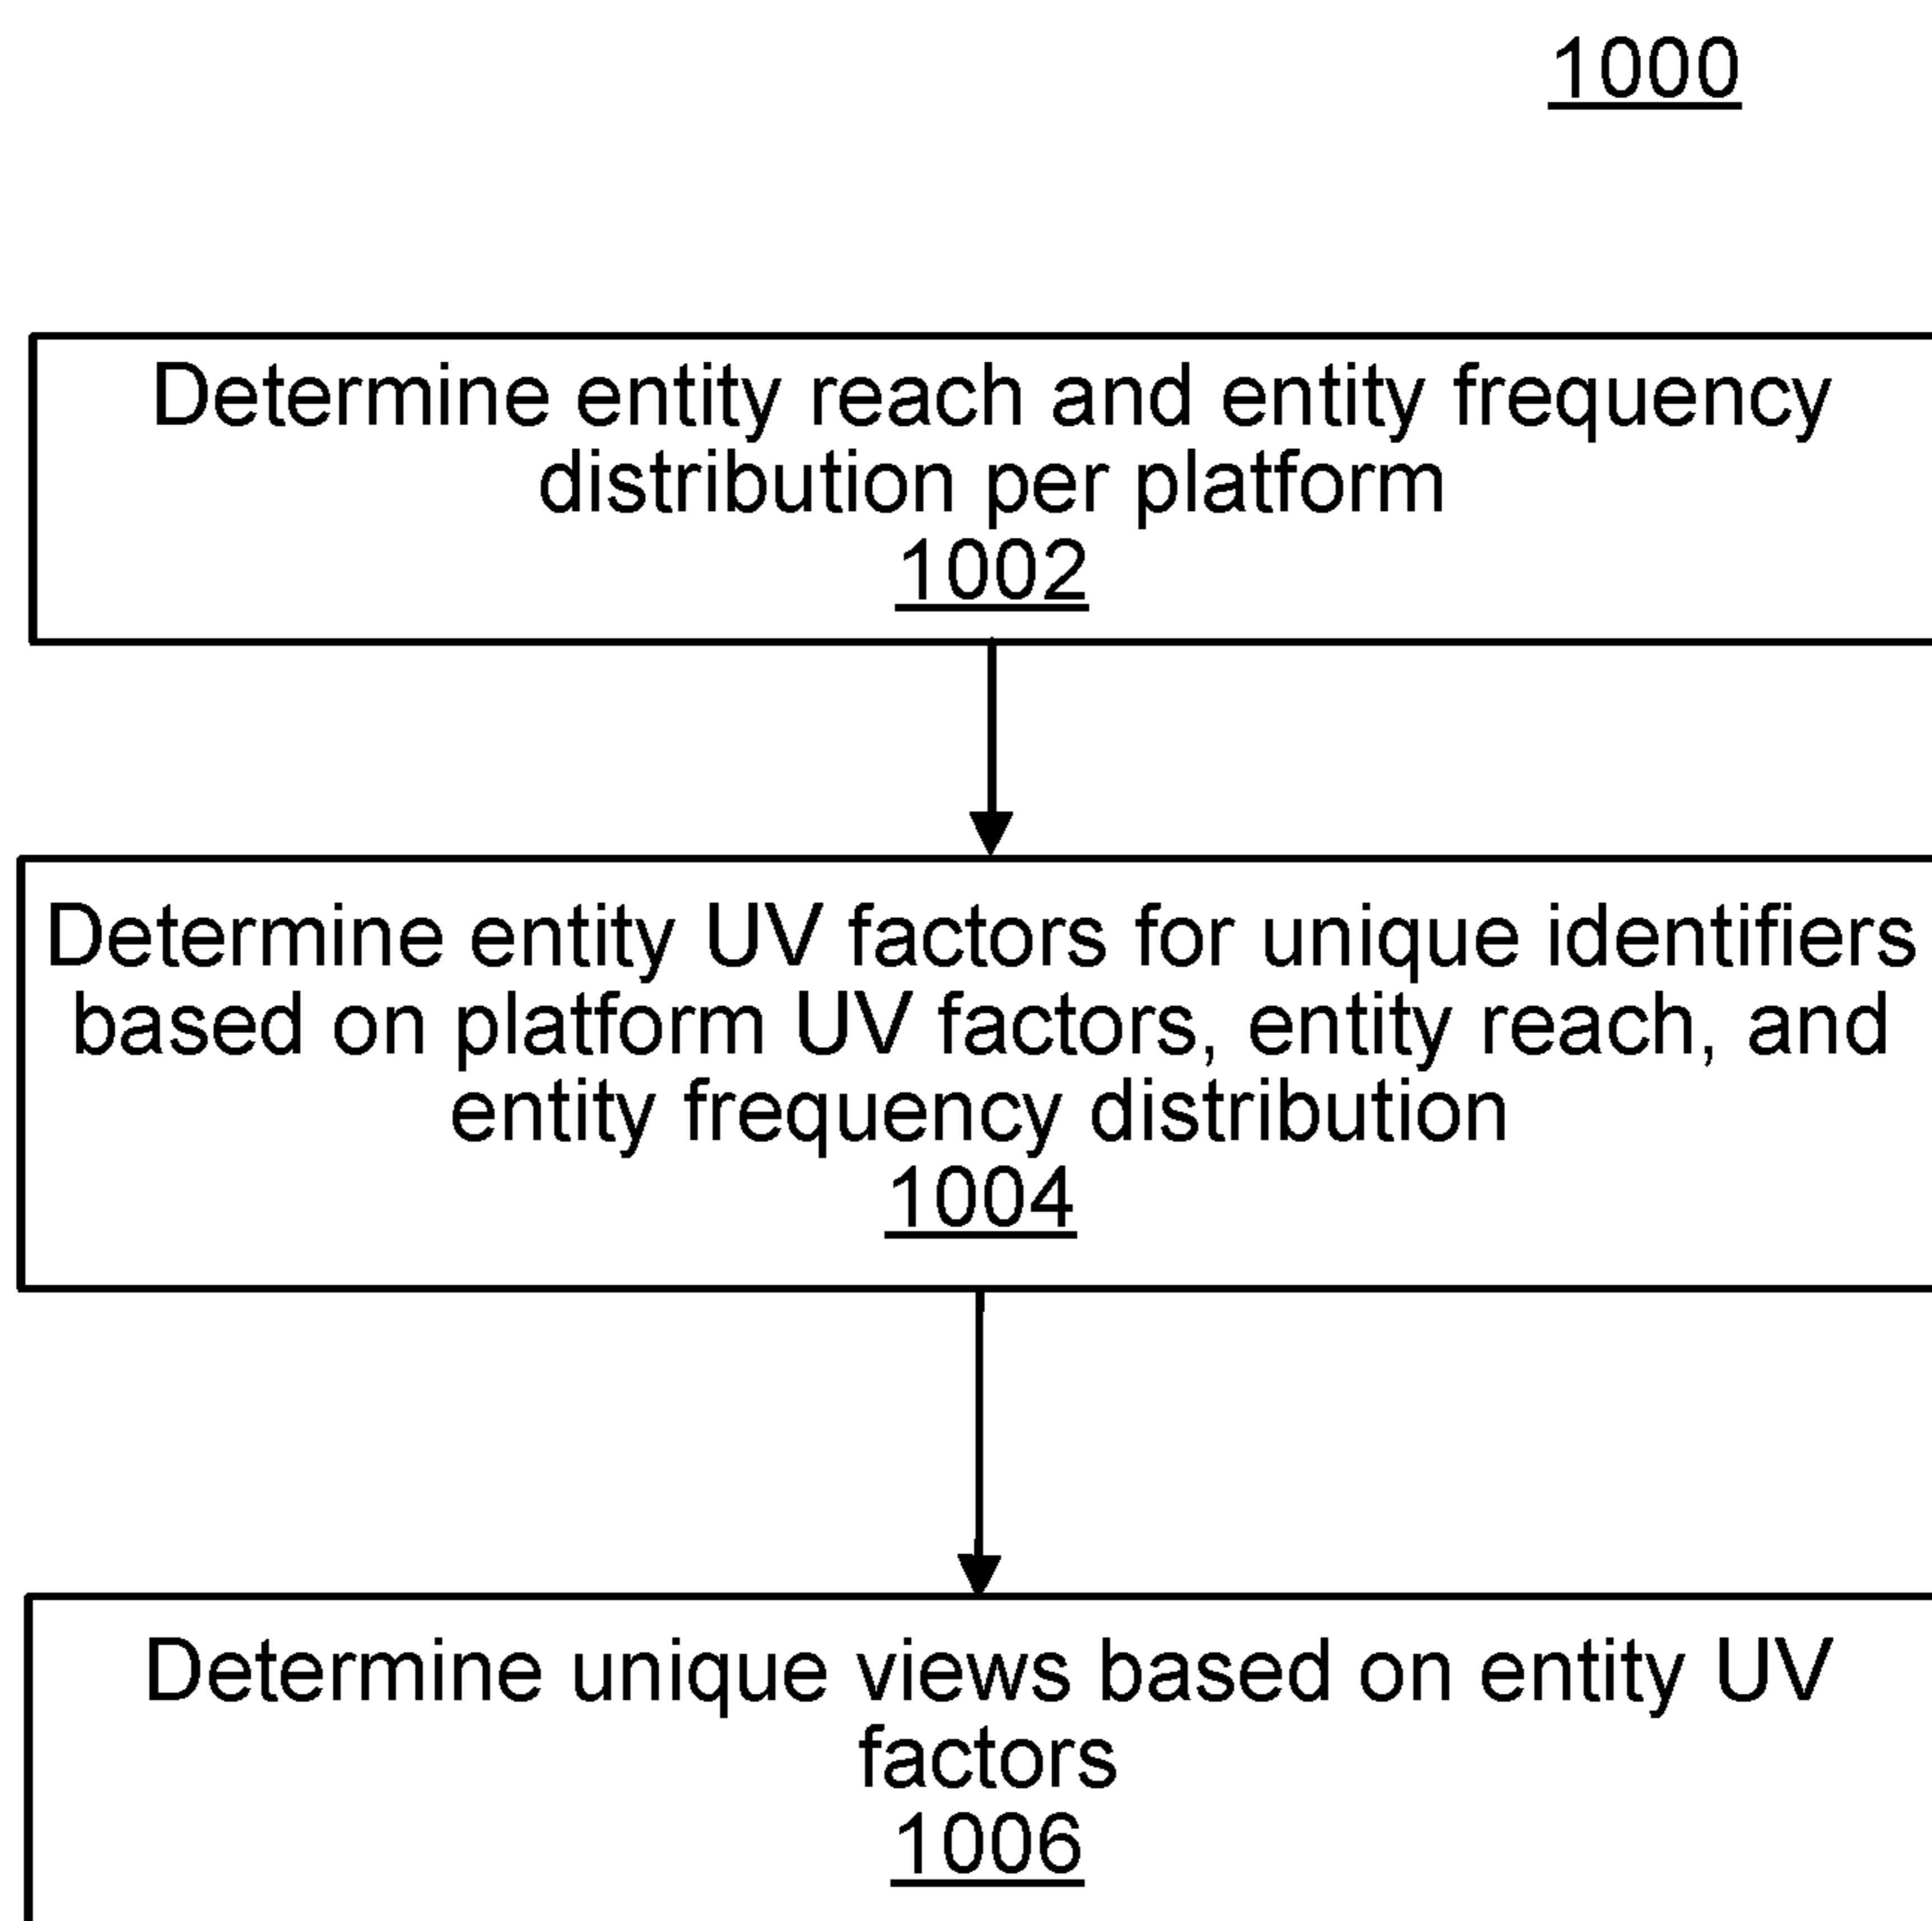 1000
Determine entity reach and entity frequency
distribution per platform
1002
Determine entity UV factors for unique identifiers
based on platform UV factors, entity reach, and
entity frequency distribution
1004
Determine unique views based on entity UV
factors
1006